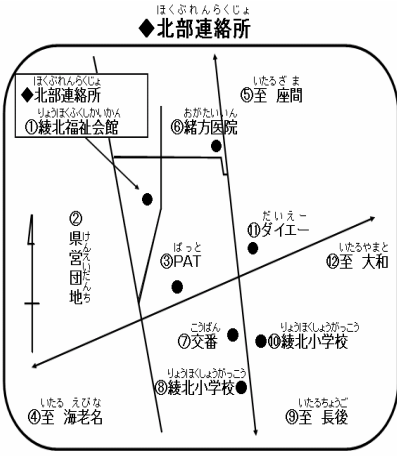 ほくぶれんらくじょ
◆北部連絡所
ほくぶれんらくじょ
◆北部連絡所
りょうほくふくしかいかん
①綾北福祉会館
いたるざま
⑤至 座間
おがたいいん
⑥緒方医院
②県営団地
けんえいだんち
ばっと
③PAT
だいえー
⑪ダイエー
いたるやまと
⑫至 大和
こうばん
⑦交番
りょうほくしょうがっこう
⑩綾北小学校
りょうほくしょうがっこう
⑧綾北小学校
いたる えびな
④至 海老名
いたるちょうご
⑨至 長後